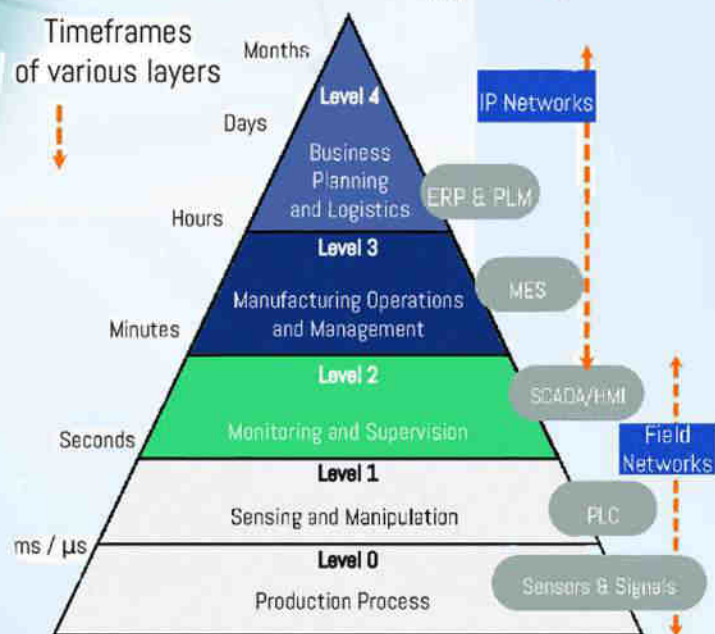 Timeframes
of various layers
Months
Days
Hours
Minutes
Seconds
ms / µs
Level 4
Business
Planning
and Logistics
Level 3
Manufacturing Operations
and Management
Level 2
Monitoring and Supervision
Level 1
Sensing and Manipulation
Level 0
Production Process
ERP & PLM
MES
SCADA/HMI
PLC
Sensors & Signals
IP Networks
Field
Networks